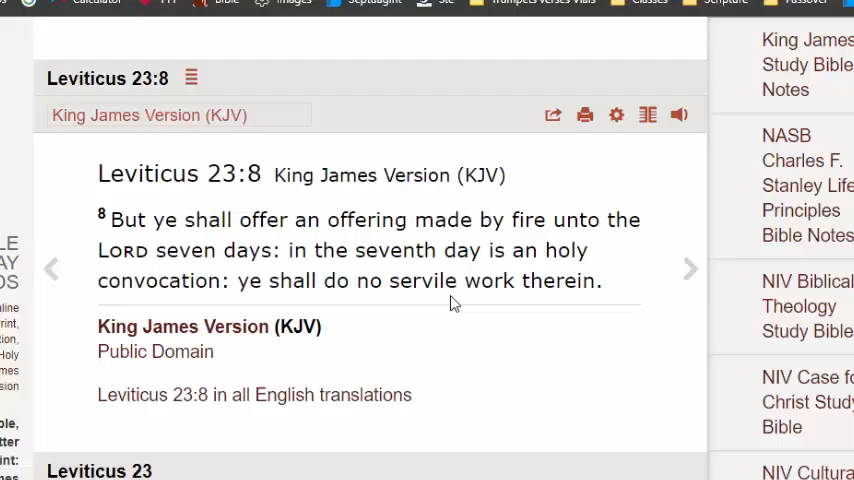 Calculator
Bible
Images
Septuagint
Trumpets Verses Vials
Classes
Scripture
Passover
Leviticus 23:8
King James Version (KJV)
Leviticus 23:8 King James Version (KJV)
8 But ye shall offer an offering made by fire unto the
LORD seven days: in the seventh day is an holy
convocation: ye shall do no servile work therein.
King James Version (KJV)
Public Domain
Leviticus 23:8 in all English translations
Leviticus 23
King James
Study Bible
Notes
NASB
Charles F.
Stanley Life
Principles
Bible Notes
NIV Biblical
Theology
Study Bible
NIV Case fo
Christ Study
Bible
NIV Cultura